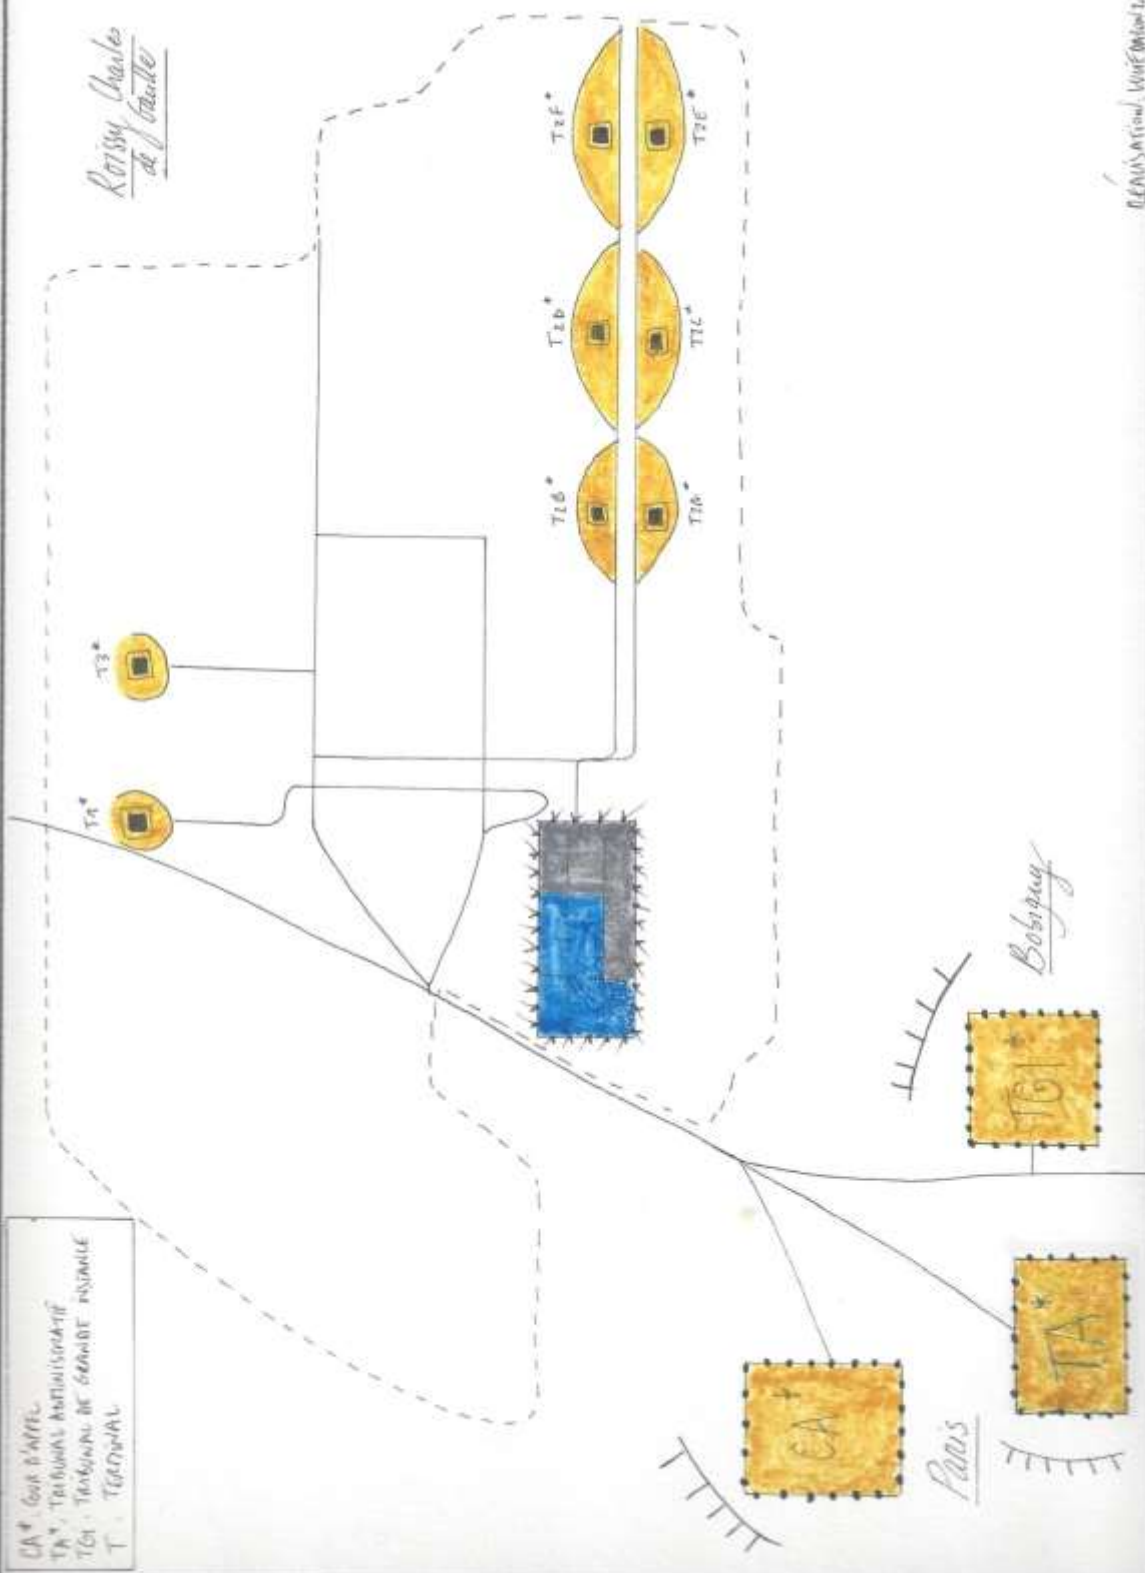 CA* : COUR D'APPEL
TA* : TRIBUNAL ADMINISTRATIF
TGI : TRIBUNAL DE GRANDE INSTANCE
T : TERMINAL
Roissy Charles
de Gaulle
T1*
T3*
T2B*
T2D*
T2F*
T2A*
T2C*
T2E*
CA*
TA*
TGI*
Paris
Bobigny
RÉALISATION